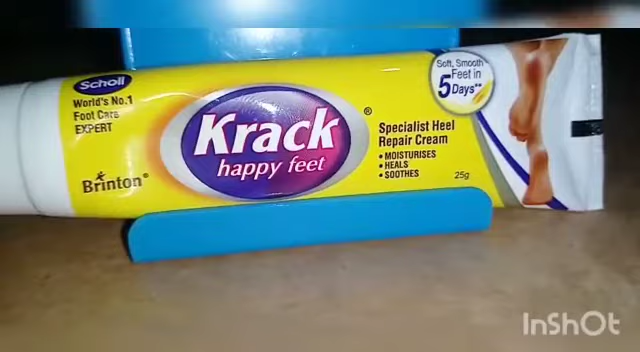 Scholl
World's No.1
Foot Care
EXPERT
Brinton®
Krack®
happy feet
Specialist Heel
Repair Cream
• MOISTURISES
• HEALS
• SOOTHES
25g
Soft, Smooth
Feet in
5 Days**
InShOt